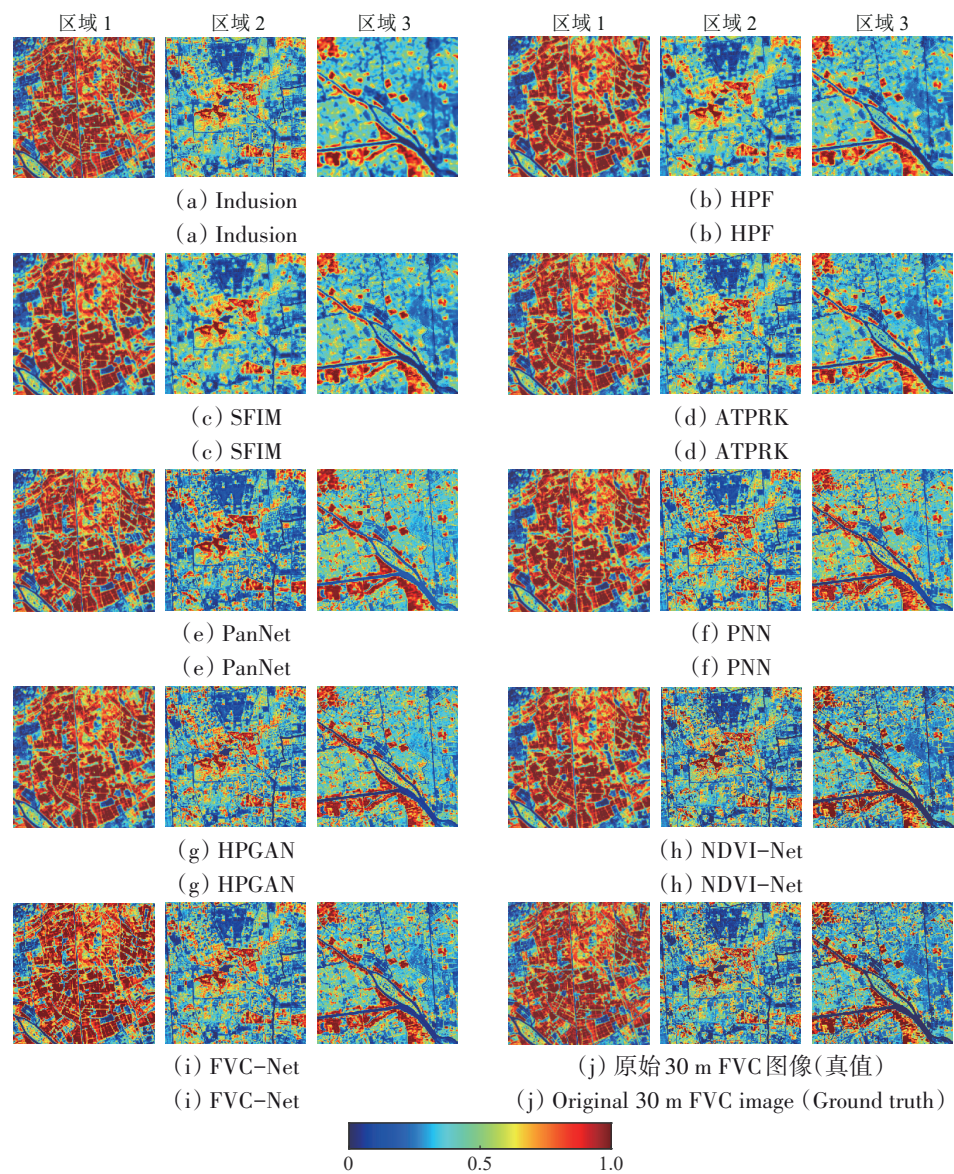 区域 1 区域 2 区域 3 区域 1 区域 2 区域 3
(a) Indusion (b) HPF
(a) Indusion (b) HPF
(c) SFIM (d) ATPRK
(c) SFIM (d) ATPRK
(e) PanNet (f) PNN
(e) PanNet (f) PNN
(g) HPGAN (h) NDVI-Net
(g) HPGAN (h) NDVI-Net
(i) FVC-Net (j) 原始 30 m FVC 图像(真值)
(i) FVC-Net (j) Original 30 m FVC image (Ground truth)
0 0.5 1.0